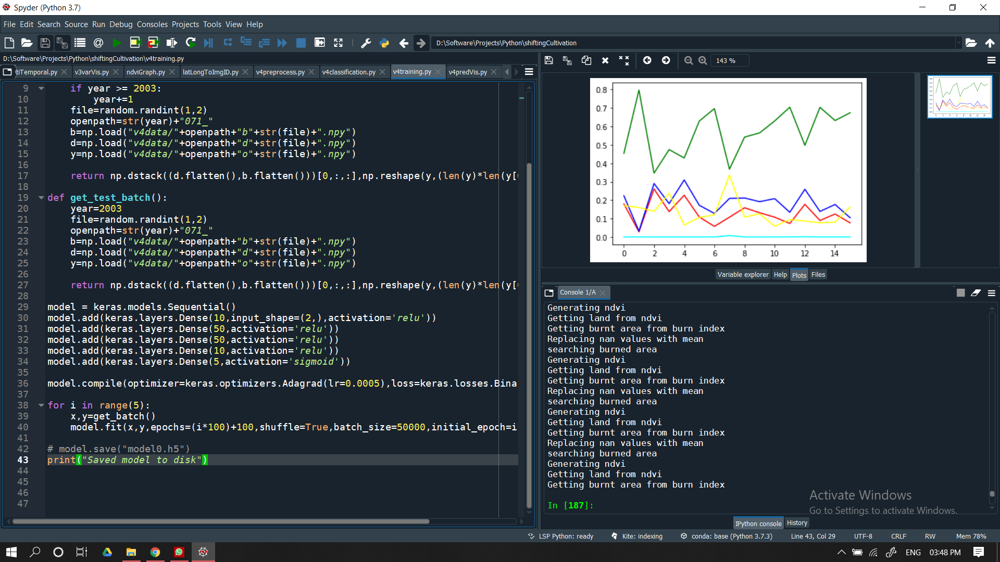 Spyder (Python 3.7)
File Edit Search Source Run Debug Consoles Projects Tools View Help
D:\Software\Projects\Python\shiftingCultivation
D:\Software\Projects\Python\shiftingCultivation\v4training.py
tiTemporal.py v3varVis.py ndviGraph.py latLongToImgID.py v4preprocess.py v4classification.py v4training.py v4predVis.py
9 if year >= 2003:
10 year+=1
11 file=random.randint(1,2)
12 openpath=str(year)+"071_"
13 b=np.load("v4data/"+openpath+"b"+str(file)+".npy")
14 d=np.load("v4data/"+openpath+"d"+str(file)+".npy")
15 y=np.load("v4data/"+openpath+"o"+str(file)+".npy")
16
17 return np.dstack((d.flatten(),b.flatten()))[0,:,:],np.reshape(y,(len(y)*len(y[
18
19 def get_test_batch():
20 year=2003
21 file=random.randint(1,2)
22 openpath=str(year)+"071_"
23 b=np.load("v4data/"+openpath+"b"+str(file)+".npy")
24 d=np.load("v4data/"+openpath+"d"+str(file)+".npy")
25 y=np.load("v4data/"+openpath+"o"+str(file)+".npy")
26
27 return np.dstack((d.flatten(),b.flatten()))[0,:,:],np.reshape(y,(len(y)*len(y[
28
29 model = keras.models.Sequential()
30 model.add(keras.layers.Dense(10,input_shape=(2,),activation='relu'))
31 model.add(keras.layers.Dense(50,activation='relu'))
32 model.add(keras.layers.Dense(50,activation='relu'))
33 model.add(keras.layers.Dense(10,activation='relu'))
34 model.add(keras.layers.Dense(5,activation='sigmoid'))
35
36 model.compile(optimizer=keras.optimizers.Adagrad(lr=0.0005),loss=keras.losses.Bina
37
38 for i in range(5):
39 x,y=get_batch()
40 model.fit(x,y,epochs=(i*100)+100,shuffle=True,batch_size=50000,initial_epoch=i
41
42 # model.save("model0.h5")
43 print("Saved model to disk")
44
45
46
47
143 %
0.8
0.7
0.6
0.5
0.4
0.3
0.2
0.1
0.0
0 2 4 6 8 10 12 14
Variable explorer Help Plots Files
Console 1/A
Generating ndvi
Getting land from ndvi
Getting burnt area from burn index
Replacing nan values with mean
searching burned area
Generating ndvi
Getting land from ndvi
Getting burnt area from burn index
Replacing nan values with mean
searching burned area
Generating ndvi
Getting land from ndvi
Getting burnt area from burn index
Replacing nan values with mean
searching burned area
Generating ndvi
Getting land from ndvi
Getting burnt area from burn index
In [187]:
Activate Windows
Go to Settings to activate Windows.
IPython console History
LSP Python: ready Kite: indexing conda: base (Python 3.7.3) Line 43, Col 29 UTF-8 CRLF RW Mem 78%
ENG 03:48 PM